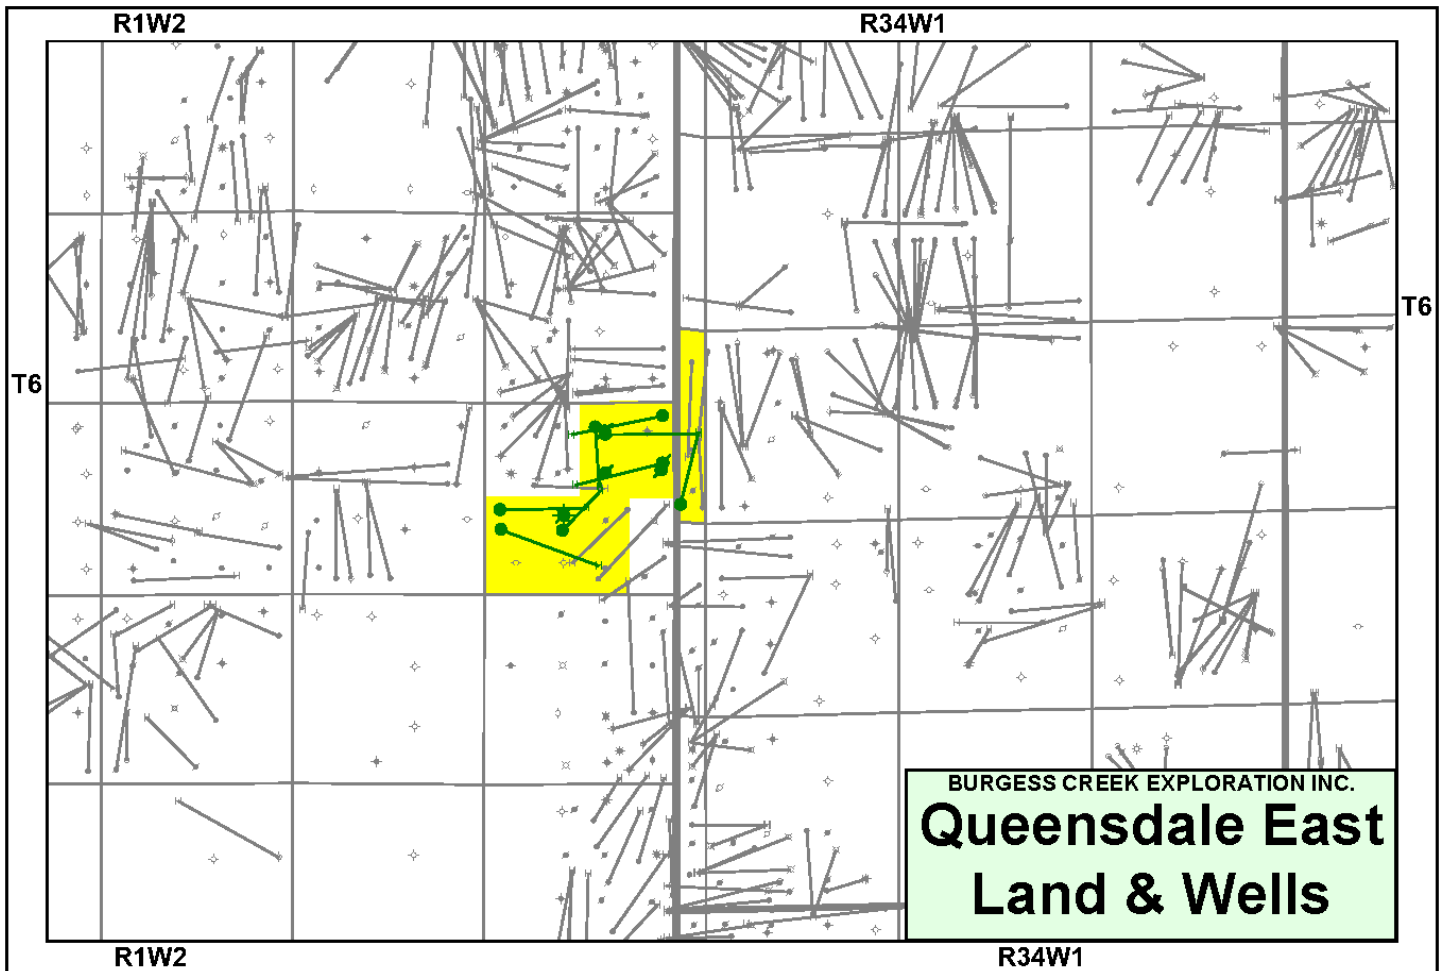 R1W2 R34W1
T6 T6
BURGESS CREEK EXPLORATION INC.
Queensdale East
Land & Wells
R1W2 R34W1